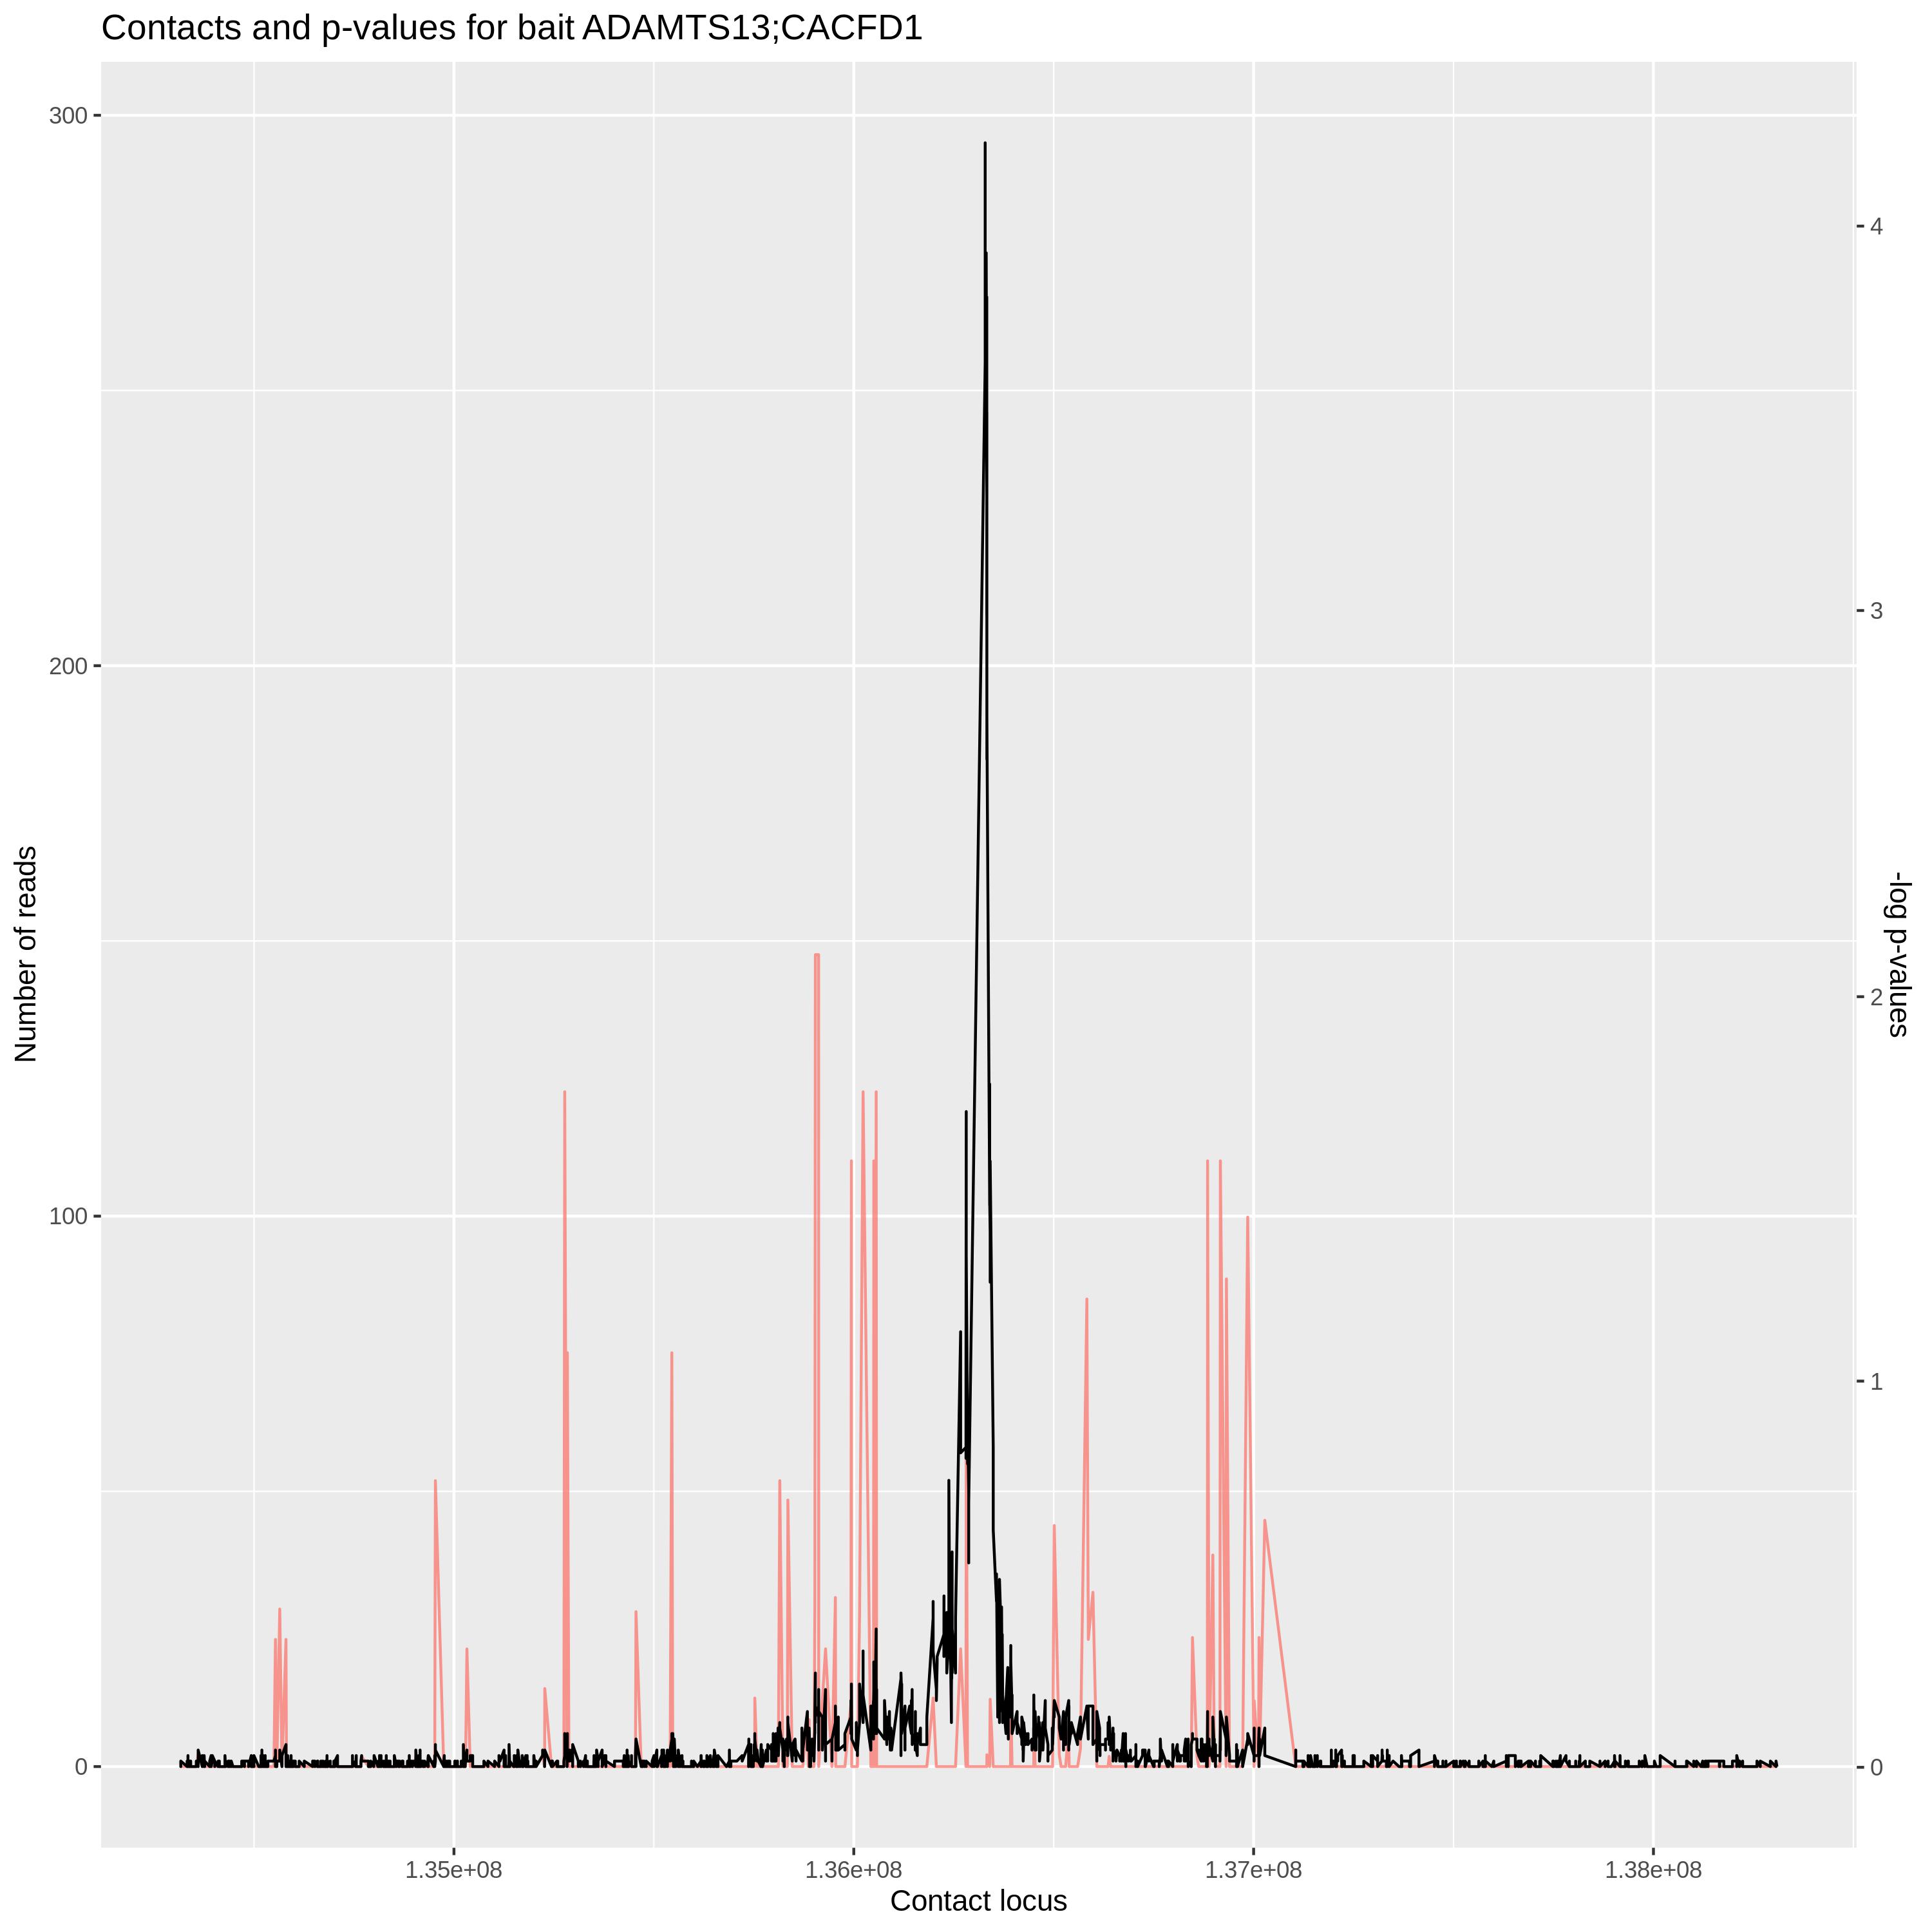 Contacts and p-values for bait ADAMTS13;CACFD1
300
200
100
0
Number of reads
4
3
2
1
0
-log p-values
1.35e+08 1.36e+08 1.37e+08 1.38e+08
Contact locus